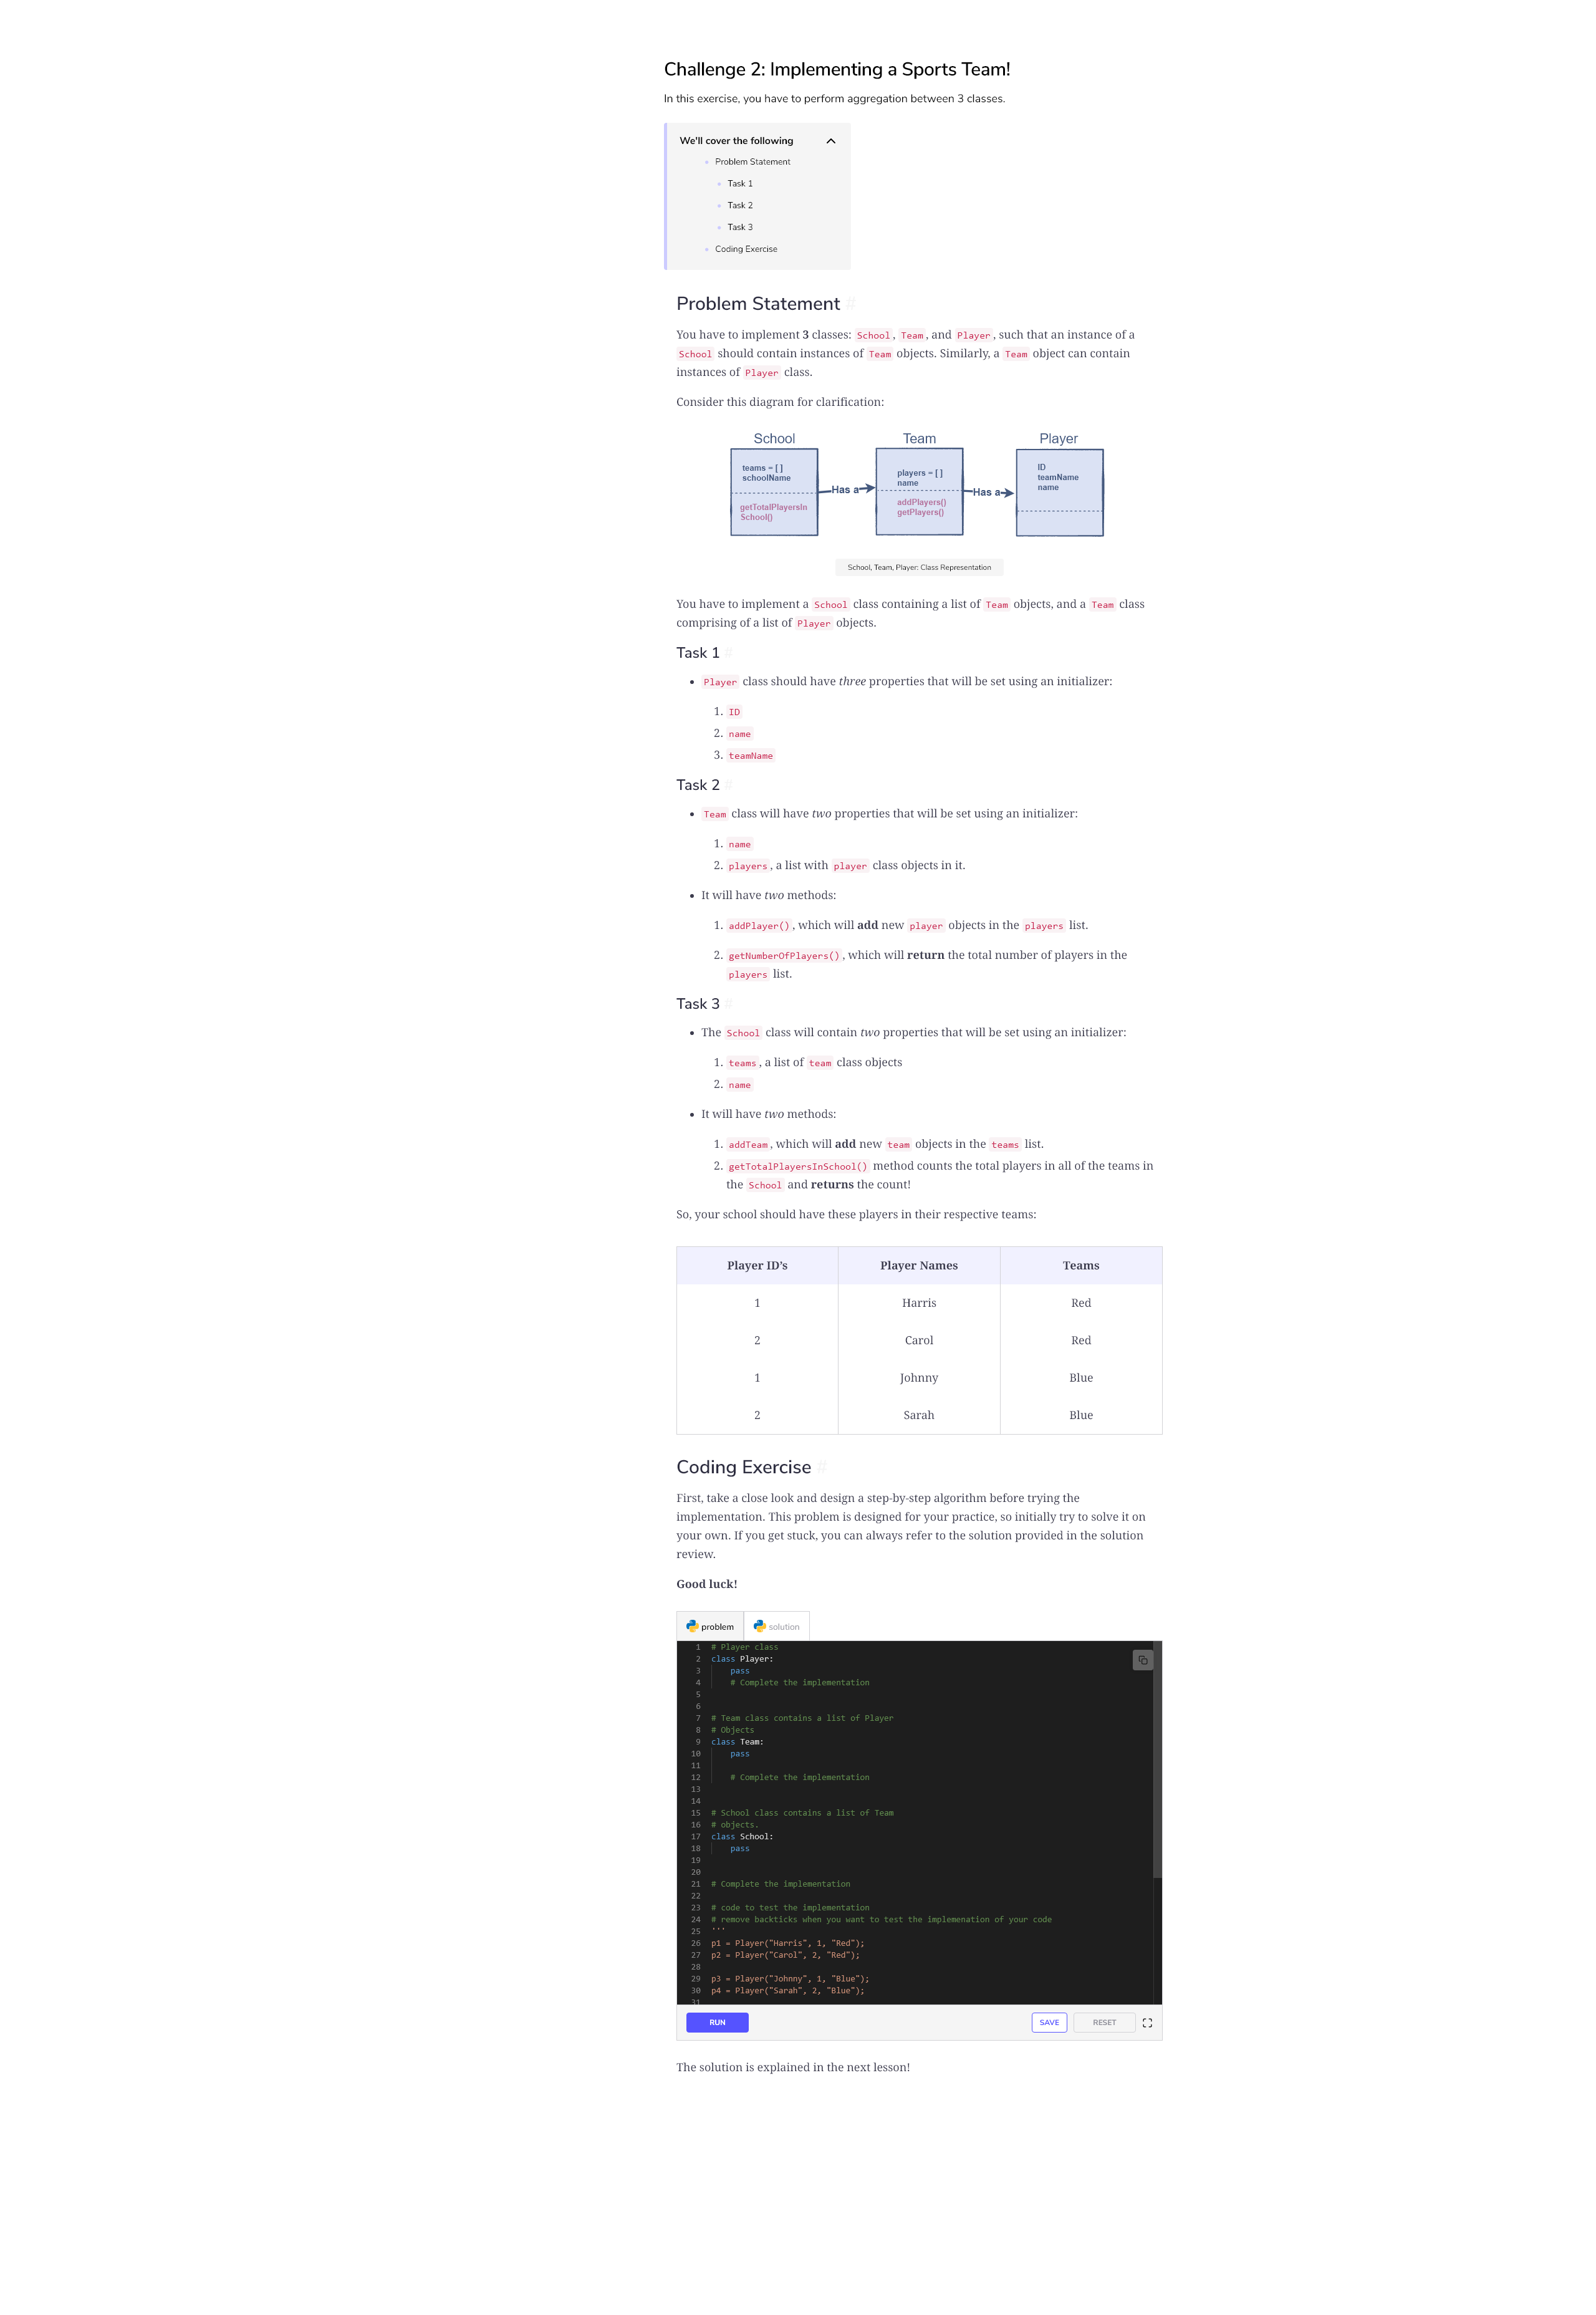 Challenge 2: Implementing a Sports Team!
In this exercise, you have to perform aggregation between 3 classes.
We'll cover the following
Problem Statement
Task 1
Task 2
Task 3
Coding Exercise
Problem Statement #
You have to implement 3 classes: School, Team, and Player, such that an instance of a
School should contain instances of Team objects. Similarly, a Team object can contain
instances of Player class.
Consider this diagram for clarification:
School
teams = [ ]
schoolName
getTotalPlayersIn
School()
Has a
Team
players = [ ]
name
addPlayers()
getPlayers()
Has a
Player
ID
teamName
name
School, Team, Player: Class Representation
You have to implement a School class containing a list of Team objects, and a Team class
comprising of a list of Player objects.
Task 1 #
• Player class should have three properties that will be set using an initializer:
1. ID
2. name
3. teamName
Task 2 #
• Team class will have two properties that will be set using an initializer:
1. name
2. players, a list with player class objects in it.
• It will have two methods:
1. addPlayer(), which will add new player objects in the players list.
2. getNumberOfPlayers(), which will return the total number of players in the
players list.
Task 3 #
• The School class will contain two properties that will be set using an initializer:
1. teams, a list of team class objects
2. name
• It will have two methods:
1. addTeam, which will add new team objects in the teams list.
2. getTotalPlayersInSchool() method counts the total players in all of the teams in
the School and returns the count!
So, your school should have these players in their respective teams:
Player ID's Player Names Teams
1 Harris Red
2 Carol Red
1 Johnny Blue
2 Sarah Blue
Coding Exercise #
First, take a close look and design a step-by-step algorithm before trying the
implementation. This problem is designed for your practice, so initially try to solve it on
your own. If you get stuck, you can always refer to the solution provided in the solution
review.
Good luck!
problem solution
1 # Player class
2 class Player:
3 pass
4 # Complete the implementation
5
6
7 # Team class contains a list of Player
8 # Objects
9 class Team:
10 pass
11
12 # Complete the implementation
13
14
15 # School class contains a list of Team
16 # objects.
17 class School:
18 pass
19
20
21 # Complete the implementation
22
23 # code to test the implementation
24 # remove backticks when you want to test the implemenation of your code
25 '''
26 p1 = Player("Harris", 1, "Red");
27 p2 = Player("Carol", 2, "Red");
28
29 p3 = Player("Johnny", 1, "Blue");
30 p4 = Player("Sarah", 2, "Blue");
31
RUN SAVE RESET
The solution is explained in the next lesson!